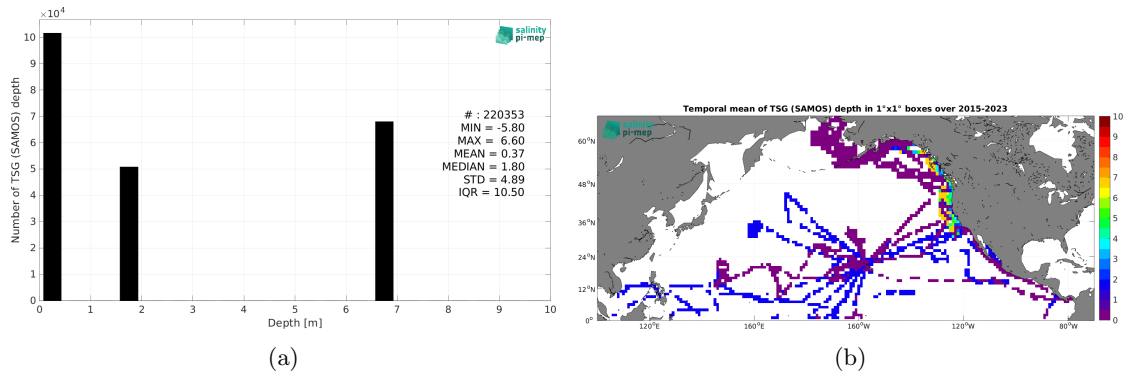 ×10⁴
10
9
8
7
6
5
4
3
2
1
0
Number of TSG (SAMOS) depth
salinity
pi-mep
# : 220353
MIN = -5.80
MAX = 6.60
MEAN = 0.37
MEDIAN = 1.80
STD = 4.89
IQR = 10.50
0 1 2 3 4 5 6 7 8 9 10
Depth [m]
(a)
Temporal mean of TSG (SAMOS) depth in 1°x1° boxes over 2015-2023
salinity
pi-mep
60°N
48°N
36°N
24°N
12°N
0°
120°E 160°E 160°W 120°W 80°W
10
9
8
7
6
5
4
3
2
1
0
(b)